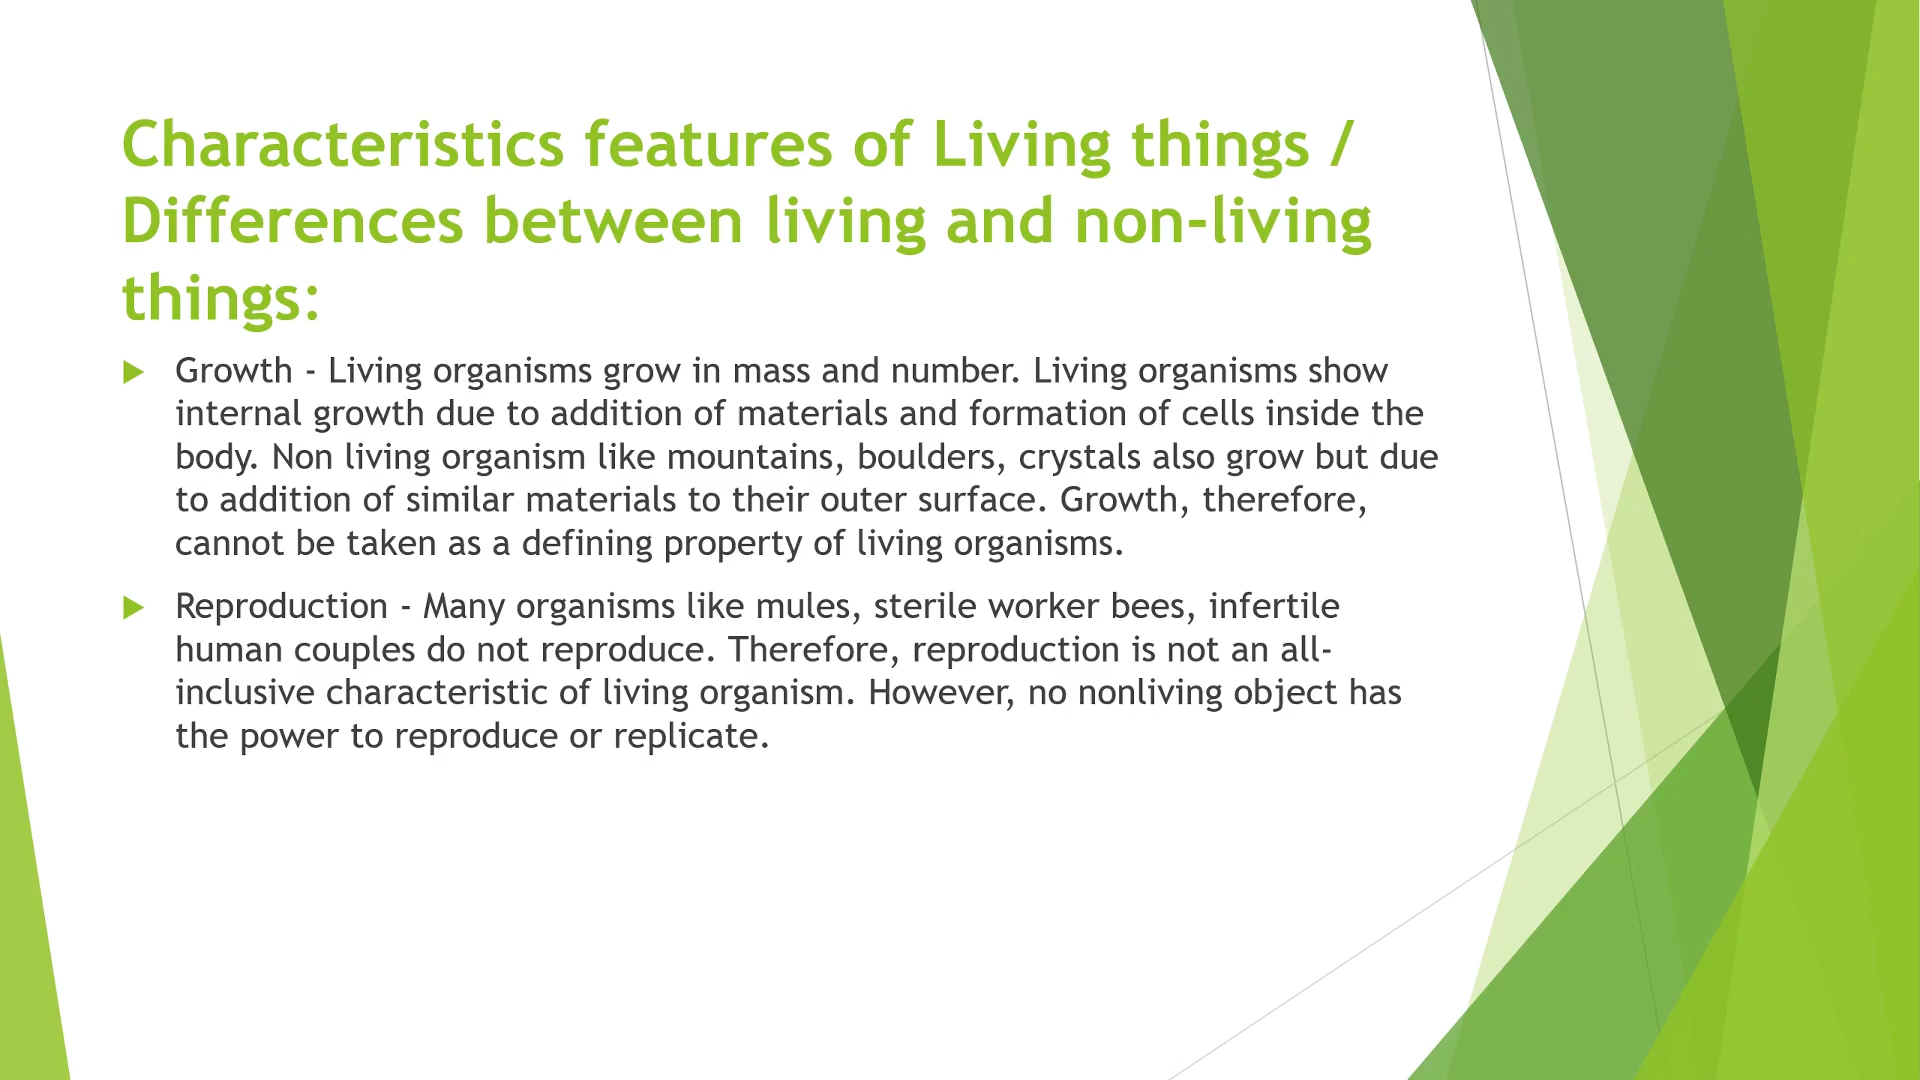 Characteristics features of Living things /
Differences between living and non-living
things:
Growth - Living organisms grow in mass and number. Living organisms show
internal growth due to addition of materials and formation of cells inside the
body. Non living organism like mountains, boulders, crystals also grow but due
to addition of similar materials to their outer surface. Growth, therefore,
cannot be taken as a defining property of living organisms.
Reproduction - Many organisms like mules, sterile worker bees, infertile
human couples do not reproduce. Therefore, reproduction is not an all-
inclusive characteristic of living organism. However, no nonliving object has
the power to reproduce or replicate.